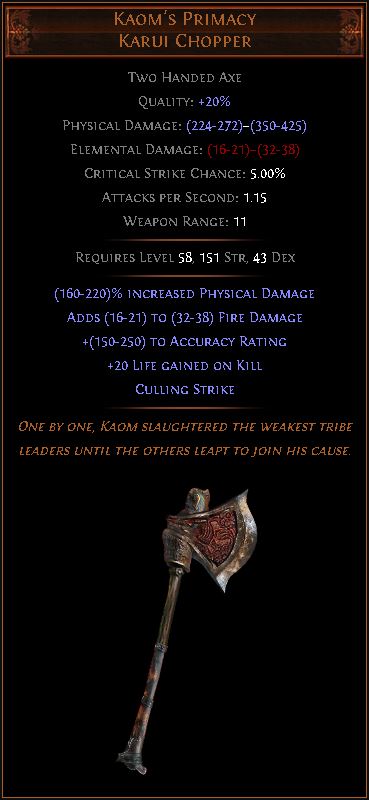 Kaom's Primacy
Karui Chopper
Two Handed Axe
Quality: +20%
Physical Damage: (224-272)–(350-425)
Elemental Damage: (16-21)–(32-38)
Critical Strike Chance: 5.00%
Attacks per Second: 1.15
Weapon Range: 11
Requires Level 58, 151 Str, 43 Dex
(160-220)% increased Physical Damage
Adds (16-21) to (32-38) Fire Damage
+(150-250) to Accuracy Rating
+20 Life gained on Kill
Culling Strike
One by one, Kaom slaughtered the weakest tribe
leaders until the others leapt to join his cause.